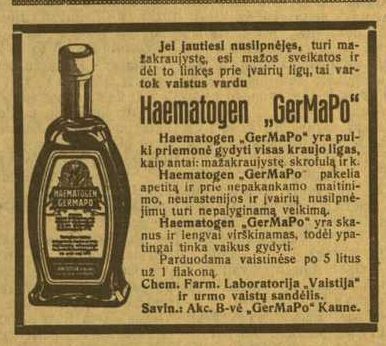 Jei jautiesi nusilpnėjęs, turi ma-
žakraujystę, esi mažos sveikatos ir
dėl to linkęs prie įvairių ligų, tai var-
tok vaistus vardu
Haematogen „GerMaPo"
Haematogen „GerMaPo" yra pui-
ki priemonė gydyti visas kraujo ligas,
kaip antai: mažakraujystę, skrofulą ir k.
Haematogen „GerMaPo" pakelia
apetitą ir prie nepakankamo maitini-
mo, neurastenijos ir įvairių nusilpnė-
jimų turi nepalyginamą veikimą.
Haematogen „GerMaPo" yra ska-
nus ir lengvai virškinamas, todėl ypa-
tingai tinka vaikus gydyti.
Parduodama vaistinėse po 5 litus
už 1 flakoną.
Chem. Farm. Laboratorija „Vaistija"
ir urmo vaistų sandėlis.
Savin.: Akc. B-vė „GerMaPo" Kaune.
HAEMATOGEN
GERMAPO